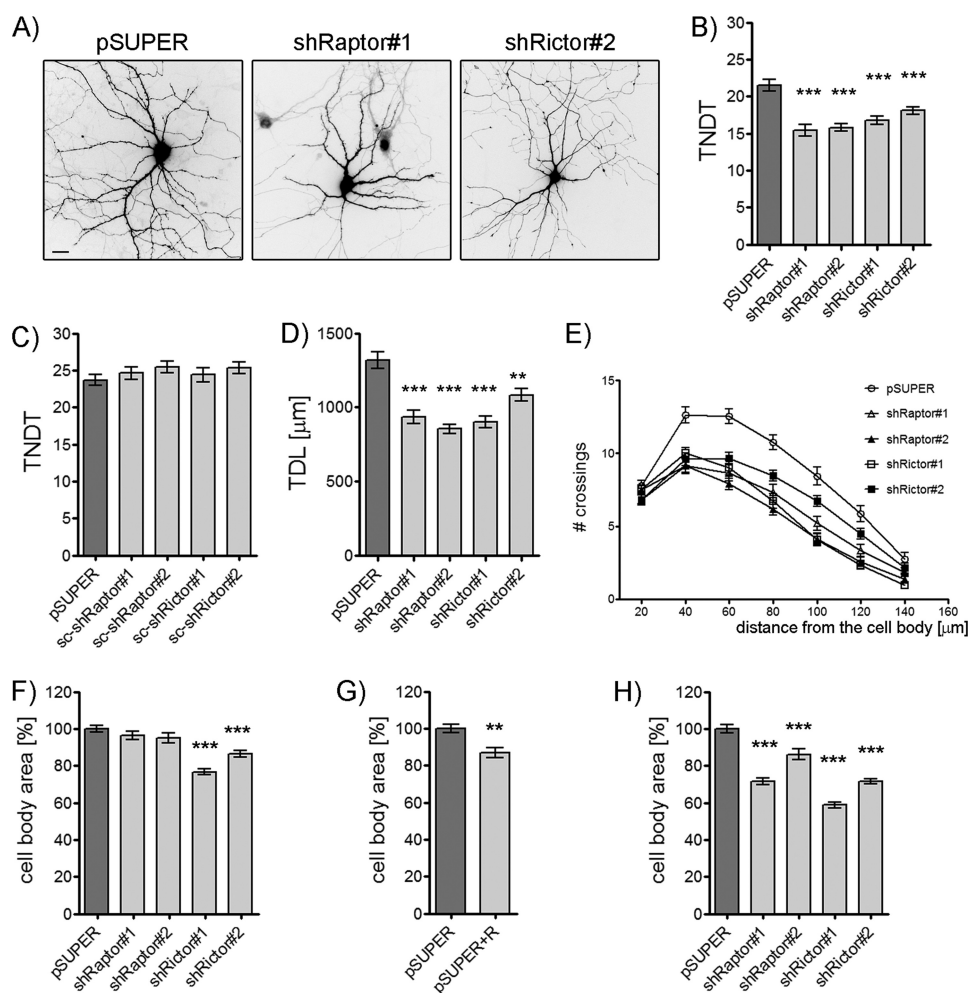 A)
pSUPER
shRaptor#1
shRictor#2
B)
TNDT
30
25
20
15
10
5
0
***
***
***
***
pSUPER
shRaptor#1
shRaptor#2
shRictor#1
shRictor#2
C)
TNDT
30
25
20
15
10
5
0
pSUPER
sc-shRaptor#1
sc-shRaptor#2
sc-shRictor#1
sc-shRictor#2
D)
TDL [μm]
1500
1000
500
0
***
***
***
**
pSUPER
shRaptor#1
shRaptor#2
shRictor#1
shRictor#2
E)
# crossings
15
10
5
0
20
40
60
80
100
120
140
160
distance from the cell body [μm]
pSUPER
shRaptor#1
shRaptor#2
shRictor#1
shRictor#2
F)
cell body area [%]
120
100
80
60
40
20
0
***
***
pSUPER
shRaptor#1
shRaptor#2
shRictor#1
shRictor#2
G)
cell body area [%]
120
100
80
60
40
20
0
**
pSUPER
pSUPER+R
H)
cell body area [%]
120
100
80
60
40
20
0
***
***
***
***
pSUPER
shRaptor#1
shRaptor#2
shRictor#1
shRictor#2